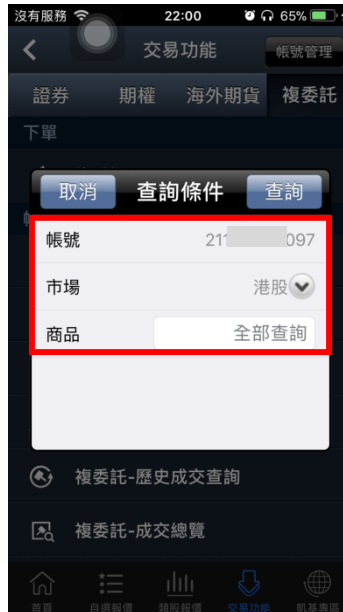 沒有服務 22:00 65%
交易功能 帳號管理
證券 期權 海外期貨 複委託
下單
取消 查詢條件 查詢
帳號 211 097
市場 港股
商品 全部查詢
複委託-歷史成交查詢
複委託-成交總覽
首頁 自選報價 類股報價 交易功能 凱基專區